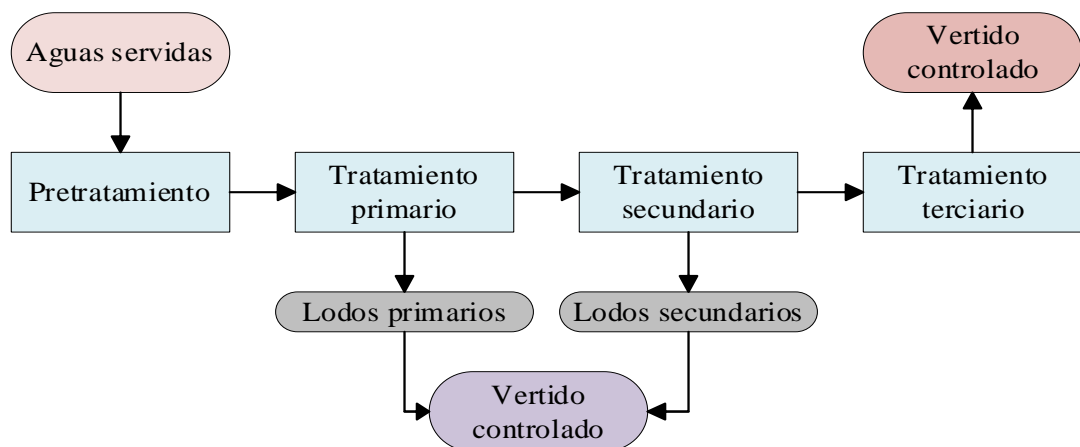 Aguas servidas
Vertido
controlado
Pretratamiento
Tratamiento
primario
Tratamiento
secundario
Tratamiento
terciario
Lodos primarios
Lodos secundarios
Vertido
controlado